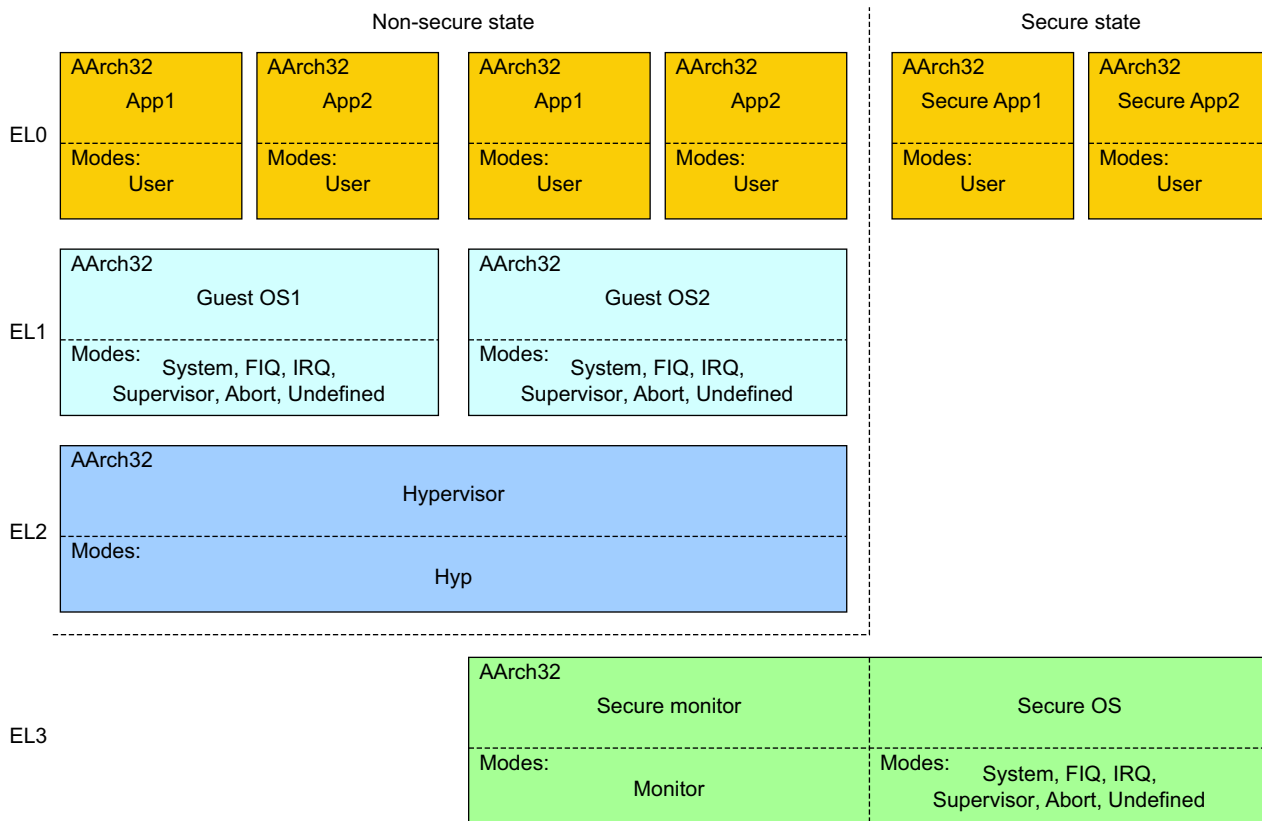 Non-secure state
Secure state
EL0
AArch32
App1
Modes:
User
AArch32
App2
Modes:
User
AArch32
App1
Modes:
User
AArch32
App2
Modes:
User
AArch32
Secure App1
Modes:
User
AArch32
Secure App2
Modes:
User
EL1
AArch32
Guest OS1
Modes:
System, FIQ, IRQ,
Supervisor, Abort, Undefined
AArch32
Guest OS2
Modes:
System, FIQ, IRQ,
Supervisor, Abort, Undefined
EL2
AArch32
Hypervisor
Modes:
Hyp
EL3
AArch32
Secure monitor
Modes:
Monitor
Secure OS
Modes:
System, FIQ, IRQ,
Supervisor, Abort, Undefined